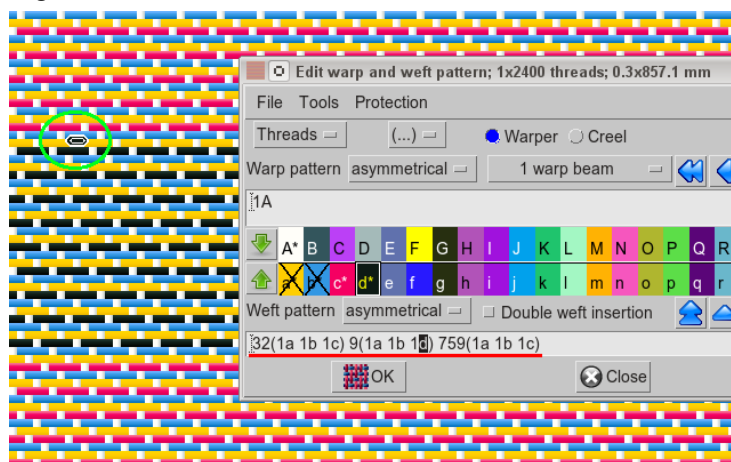 Edit warp and weft pattern; 1x2400 threads; 0.3x857.1 mm
File Tools Protection
Threads (...) Warper Creel
Warp pattern asymmetrical 1 warp beam
1A
A* B C D E F G H I J K L M N O P Q R
a* b* c* d* e f g h i j k l m n o p q r
Weft pattern asymmetrical Double weft insertion
32(1a 1b 1c) 9(1a 1b 1d) 759(1a 1b 1c)
OK Close